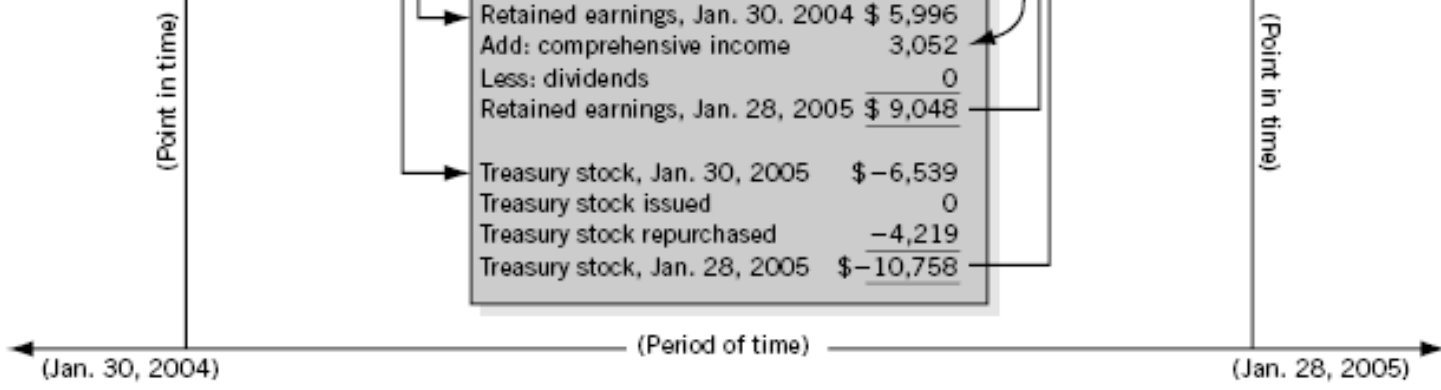 Retained earnings, Jan. 30. 2004 $ 5,996
Add: comprehensive income 3,052
Less: dividends 0
Retained earnings, Jan. 28, 2005 $ 9,048
Treasury stock, Jan. 30, 2005 $−6,539
Treasury stock issued 0
Treasury stock repurchased −4,219
Treasury stock, Jan. 28, 2005 $−10,758
(Point in time)
(Point in time)
(Period of time)
(Jan. 30, 2004)
(Jan. 28, 2005)